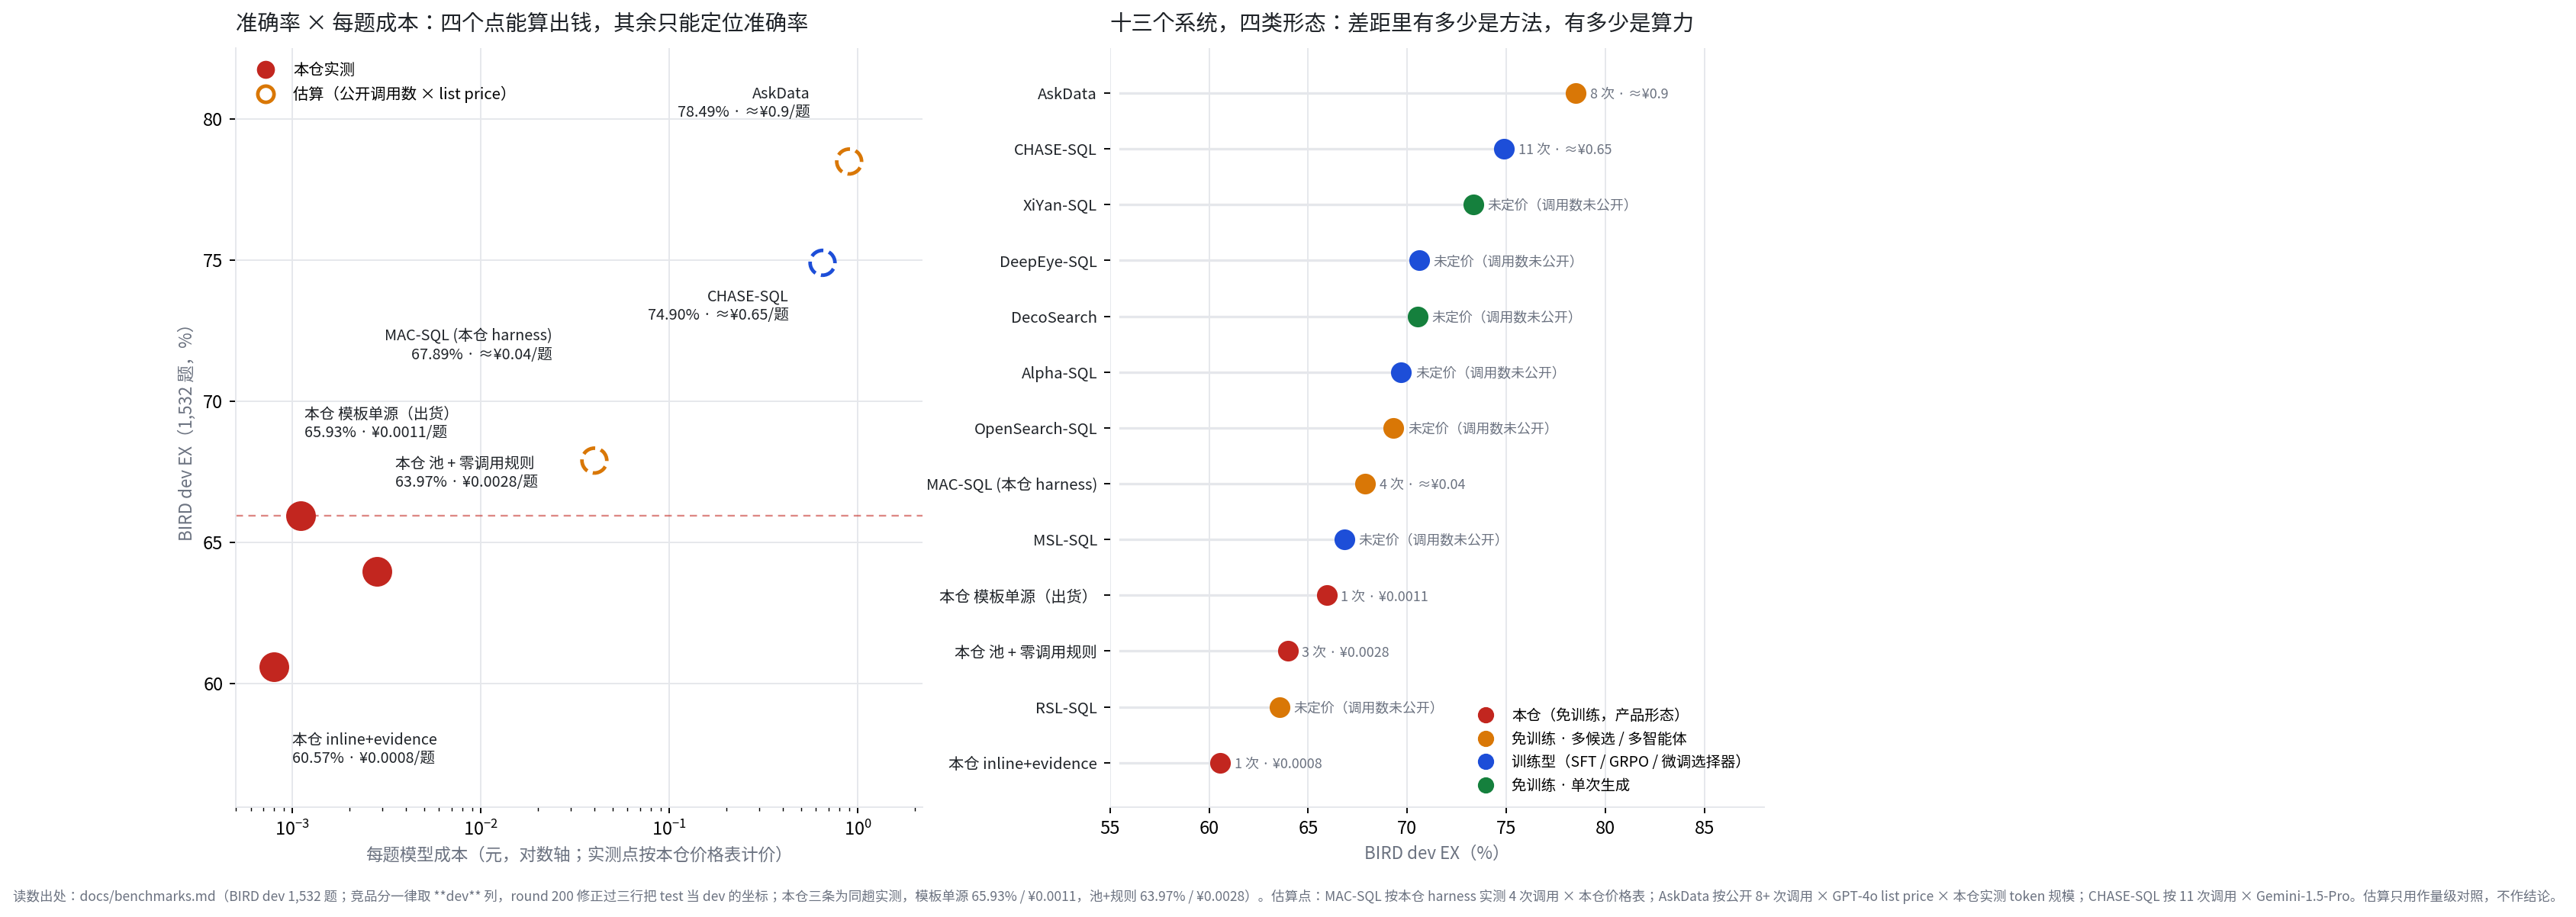 准确率 × 每题成本：四个点能算出钱，其余只能定位准确率
本仓实测
估算（公开调用数 × list price）
AskData
78.49% · ≈¥0.9/题
CHASE-SQL
74.90% · ≈¥0.65/题
MAC-SQL (本仓 harness)
67.89% · ≈¥0.04/题
本仓 模板单源（出货）
65.93% · ¥0.0011/题
本仓 池 + 零调用规则
63.97% · ¥0.0028/题
本仓 inline+evidence
60.57% · ¥0.0008/题
80
75
70
65
60
BIRD dev EX（1,532 题，%）
10⁻³
10⁻²
10⁻¹
10⁰
每题模型成本（元，对数轴；实测点按本仓价格表计价）
十三个系统，四类形态：差距里有多少是方法，有多少是算力
AskData
8 次 · ≈¥0.9
CHASE-SQL
11 次 · ≈¥0.65
XiYan-SQL
未定价（调用数未公开）
DeepEye-SQL
未定价（调用数未公开）
DecoSearch
未定价（调用数未公开）
Alpha-SQL
未定价（调用数未公开）
OpenSearch-SQL
未定价（调用数未公开）
MAC-SQL (本仓 harness)
4 次 · ≈¥0.04
MSL-SQL
未定价（调用数未公开）
本仓 模板单源（出货）
1 次 · ¥0.0011
本仓 池 + 零调用规则
3 次 · ¥0.0028
RSL-SQL
未定价（调用数未公开）
本仓 inline+evidence
1 次 · ¥0.0008
本仓（免训练，产品形态）
免训练 · 多候选 / 多智能体
训练型（SFT / GRPO / 微调选择器）
免训练 · 单次生成
55
60
65
70
75
80
85
BIRD dev EX（%）
读数出处：docs/benchmarks.md（BIRD dev 1,532 题；竞品分一律取 **dev** 列，round 200 修正过三行把 test 当 dev 的坐标；本仓三条为同趟实测，模板单源 65.93% / ¥0.0011，池+规则 63.97% / ¥0.0028）。估算点：MAC-SQL 按本仓 harness 实测 4 次调用 × 本仓价格表；AskData 按公开 8+ 次调用 × GPT-4o list price × 本仓实测 token 规模；CHASE-SQL 按 11 次调用 × Gemini-1.5-Pro。估算只用作量级对照，不作结论。